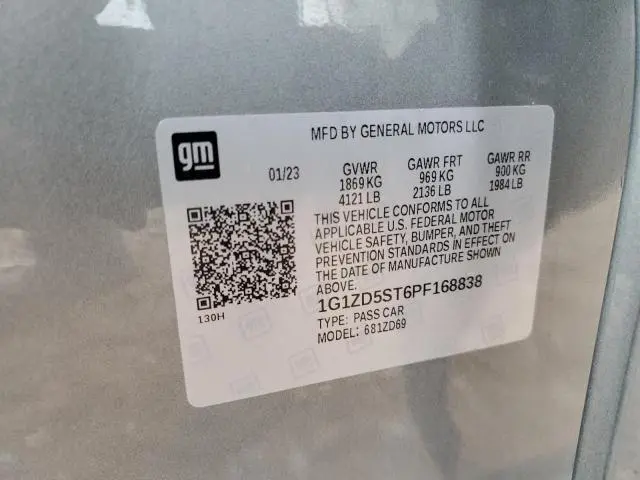 gm
MFD BY GENERAL MOTORS LLC
01/23
GVWR
1869 KG
4121 LB
GAWR FRT
969 KG
2136 LB
GAWR RR
900 KG
1984 LB
THIS VEHICLE CONFORMS TO ALL
APPLICABLE U.S. FEDERAL MOTOR
VEHICLE SAFETY, BUMPER, AND THEFT
PREVENTION STANDARDS IN EFFECT ON
THE DATE OF MANUFACTURE SHOWN
ABOVE.
1G1ZD5ST6PF168838
TYPE: PASS CAR
MODEL: 681ZD69
130H